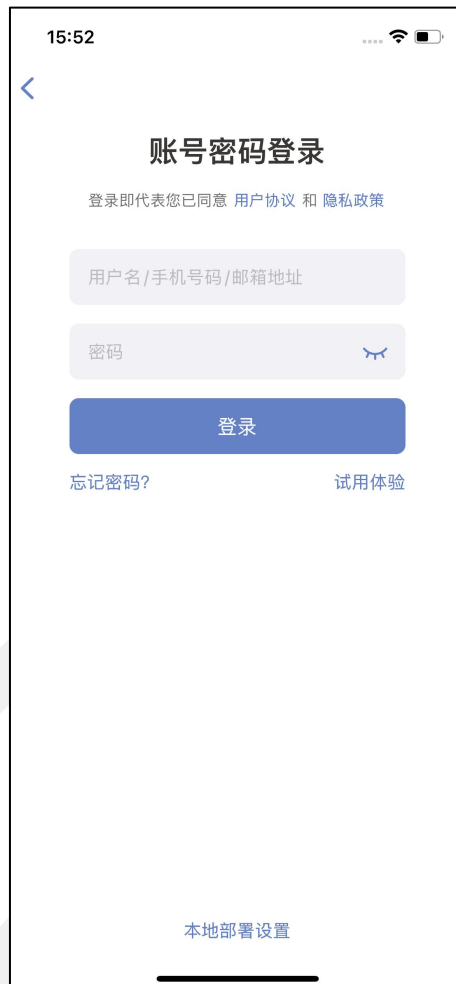 15:52
账号密码登录
登录即代表您已同意 用户协议 和 隐私政策
用户名/手机号码/邮箱地址
密码
登录
忘记密码? 试用体验
本地部署设置